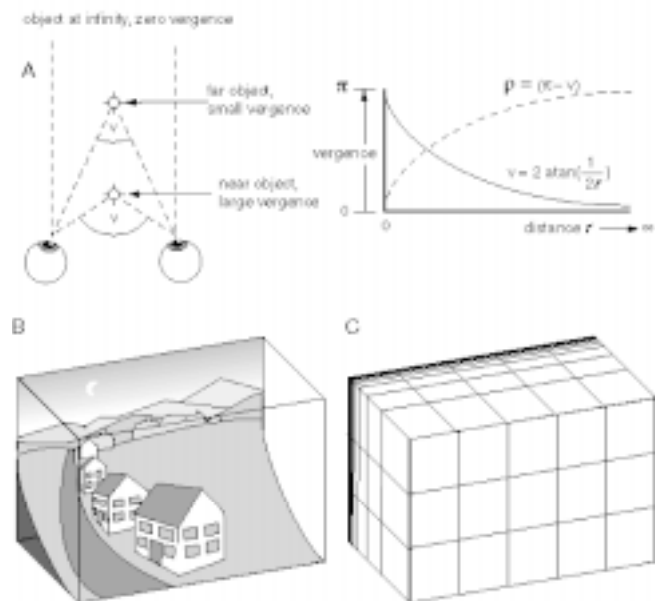 object at infinity, zero vergence
A
far object,
small vergence
v
near object,
large vergence
v
π
vergence
0
ρ = (π – v)
v = 2 atan(1/2r)
0
distance r → ∞
B
C